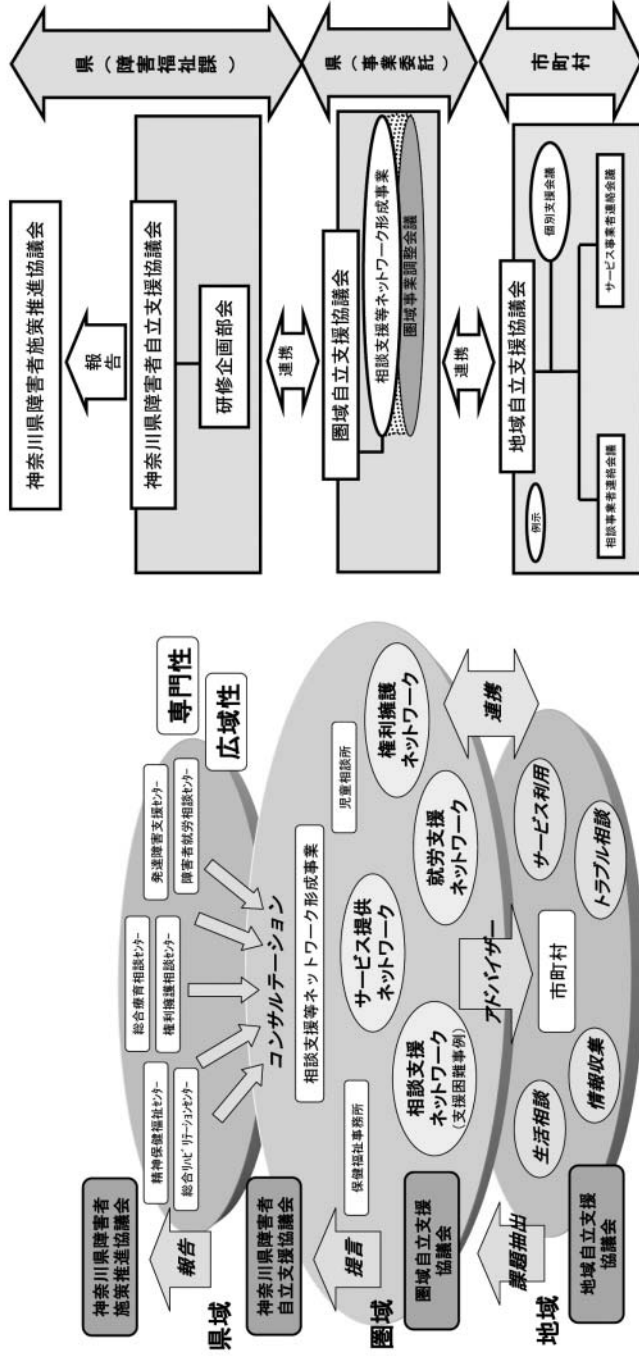 神奈川県障害者
施策推進協議会
報告
県域
神奈川県障害者
自立支援協議会
提言
圏域
圏域自立支援
協議会
課題抽出
地域
地域自立支援
協議会
専門性
広域性
精神保健福祉センター
総合リハビリテーションセンター
総合療育相談センター
権利擁護相談センター
発達障害支援センター
障害者就労相談センター
コンサルテーション
相談支援等ネットワーク形成事業
保健福祉事務所
児童相談所
相談支援
ネットワーク
(支援困難事例)
サービス提供
ネットワーク
就労支援
ネットワーク
権利擁護
ネットワーク
アドバイザー
連携
市町村
生活相談
情報収集
サービス利用
トラブル相談
神奈川県障害者施策推進協議会
報告
神奈川県障害者自立支援協議会
研修企画部会
連携
圏域自立支援協議会
相談支援等ネットワーク形成事業
圏域事業調整会議
連携
地域自立支援協議会
例示
個別支援会議
相談事業者連絡会議
サービス事業者連絡会議
県(障害福祉課)
県(事業委託)
市町村